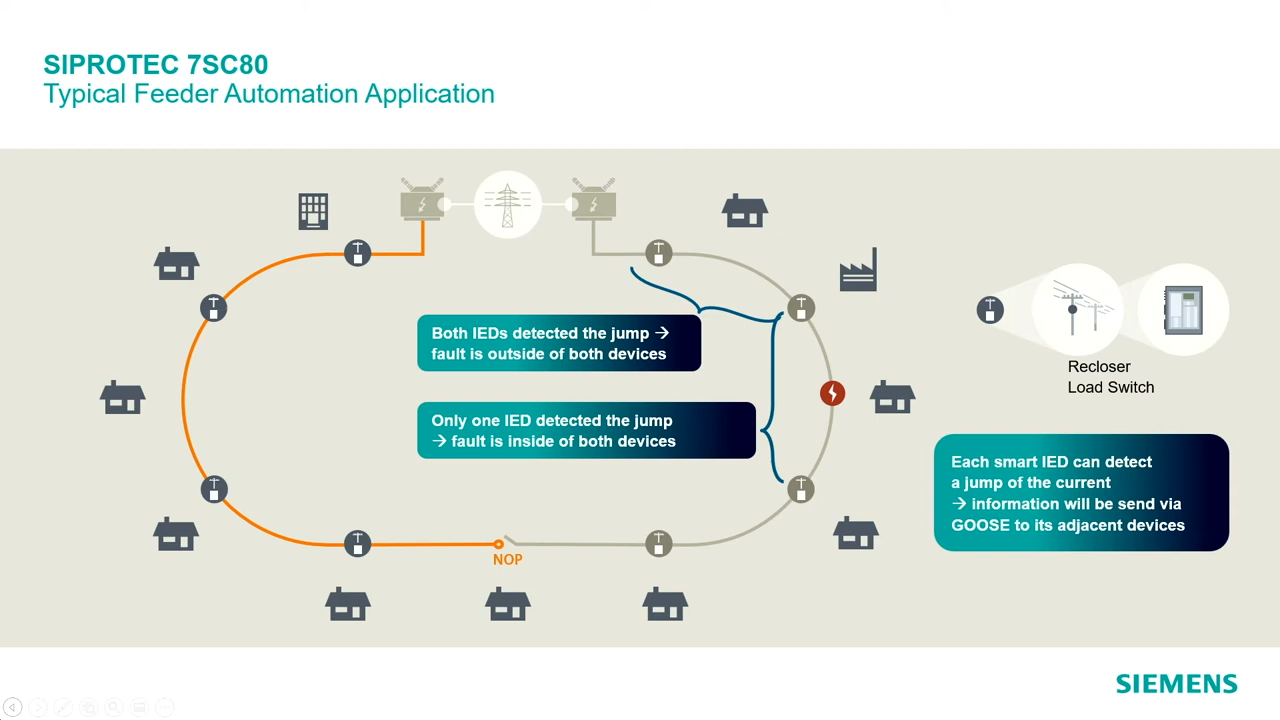 SIPROTEC 7SC80
Typical Feeder Automation Application
Both IEDs detected the jump →
fault is outside of both devices
Only one IED detected the jump
→ fault is inside of both devices
NOP
Recloser
Load Switch
Each smart IED can detect
a jump of the current
→ information will be send via
GOOSE to its adjacent devices
SIEMENS